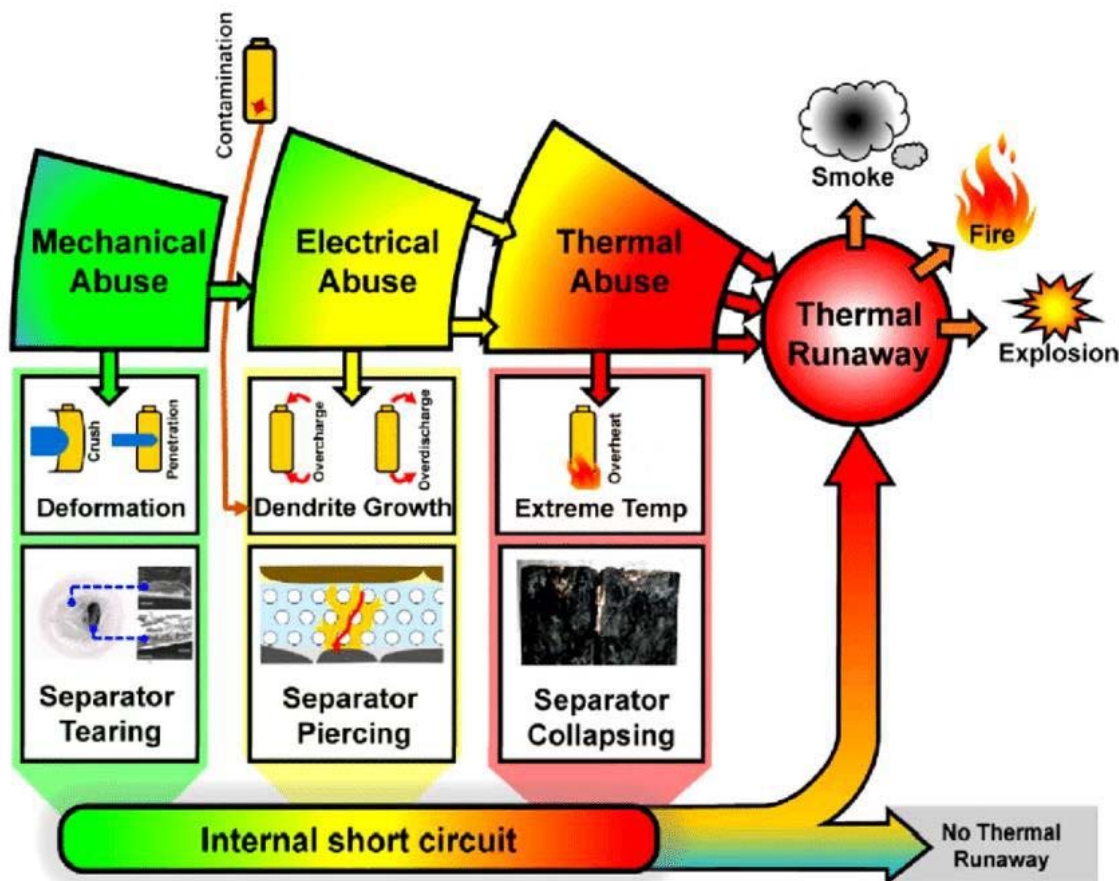 Contamination
Mechanical
Abuse
Electrical
Abuse
Thermal
Abuse
Smoke
Fire
Explosion
Thermal
Runaway
Crush
Penetration
Deformation
Overcharge
Overdischarge
Dendrite Growth
Overheat
Extreme Temp
Separator
Tearing
Separator
Piercing
Separator
Collapsing
Internal short circuit
No Thermal
Runaway